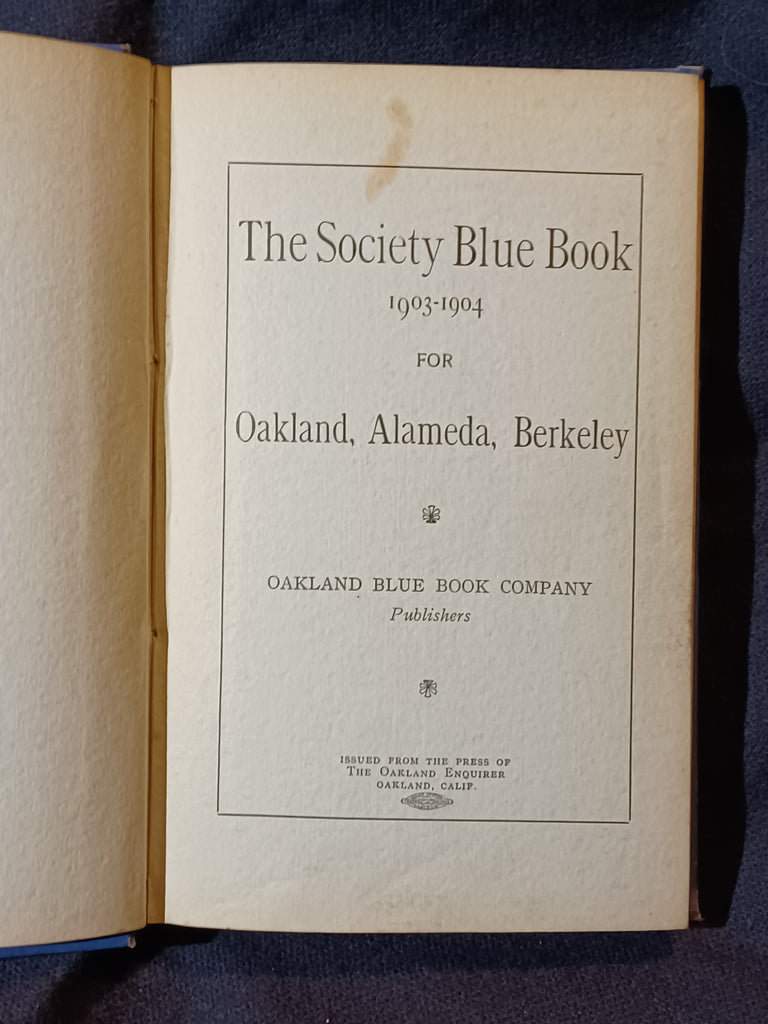 The Society Blue Book
1903-1904
FOR
Oakland, Alameda, Berkeley
OAKLAND BLUE BOOK COMPANY
Publishers
ISSUED FROM THE PRESS OF
THE OAKLAND ENQUIRER
OAKLAND, CALIF.